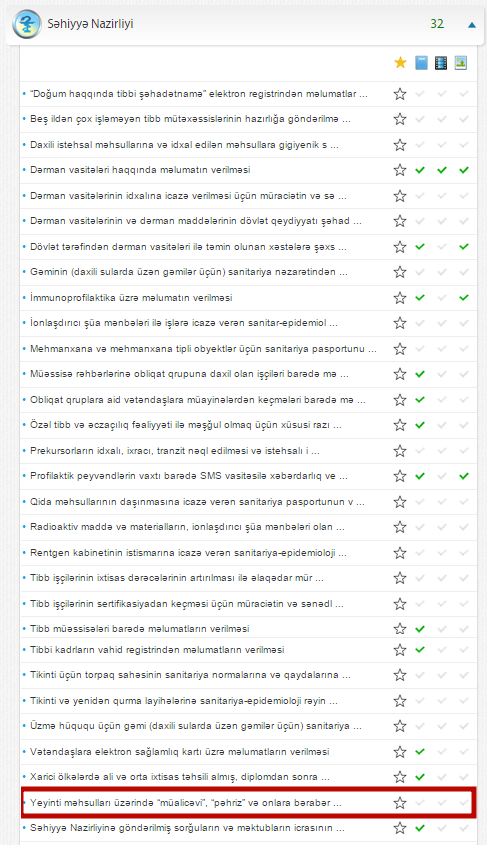 Səhiyyə Nazirliyi 32
“Doğum haqqında tibbi şəhadətnamə” elektron registrindən məlumatlar ...
Beş ildən çox işləməyən tibb mütəxəssislərinin hazırlığa göndərilmə ...
Daxili istehsal məhsullarına və idxal edilən məhsullara gigiyenik s ...
Dərman vasitələri haqqında məlumatın verilməsi
Dərman vasitələrinin idxalına icazə verilməsi üçün müraciətin və sə ...
Dərman vasitələrinin və dərman maddələrinin dövlət qeydiyyatı şəhad ...
Dövlət tərəfindən dərman vasitələri ilə təmin olunan xəstələrə şəxs ...
Gəminin (daxili sularda üzən gəmilər üçün) sanitariya nəzarətindən ...
İmmunoprofilaktika üzrə məlumatın verilməsi
İonlaşdırıcı şüa mənbələri ilə işlərə icazə verən sanitar-epidemiol ...
Mehmanxana və mehmanxana tipli obyektlər üçün sanitariya pasportunu ...
Müəssisə rəhbərlərinə obliqat qrupuna daxil olan işçiləri barədə mə ...
Obliqat qruplara aid vətəndaşlara müayinələrdən keçmələri barədə mə ...
Özəl tibb və əczaçılıq fəaliyyəti ilə məşğul olmaq üçün xüsusi razı ...
Prekursorların idxalı, ixracı, tranzit nəql edilməsi və istehsalı i ...
Profilaktik peyvəndlərin vaxtı barədə SMS vasitəsilə xəbərdarlıq ve ...
Qida məhsullarının daşınmasına icazə verən sanitariya pasportunun v ...
Radioaktiv maddə və materialların, ionlaşdırıcı şüa mənbələri olan ...
Rentgen kabinetinin istismarına icazə verən sanitariya-epidemioloji ...
Tibb işçilərinin ixtisas dərəcələrinin artırılması ilə əlaqədar mür ...
Tibb işçilərinin sertifikasiyadan keçməsi üçün müraciətin və sənədl ...
Tibb müəssisələri barədə məlumatların verilməsi
Tibbi kadrların vahid registrindən məlumatların verilməsi
Tikinti üçün torpaq sahəsinin sanitariya normalarına və qaydalarına ...
Tikinti və yenidən qurma layihələrinə sanitariya-epidemioloji rəyin ...
Üzmə hüququ üçün gəmi (daxili sularda üzən gəmilər üçün) sanitariya ...
Vətəndaşlara elektron sağlamlıq kartı üzrə məlumatların verilməsi
Xarici ölkələrdə ali və orta ixtisas təhsili almış, diplomdan sonra ...
Yeyinti məhsulları üzərində “müalicəvi”, “pəhriz” və onlara bərabər ...
Səhiyyə Nazirliyinə göndərilmiş sorğuların və məktubların icrasının ...